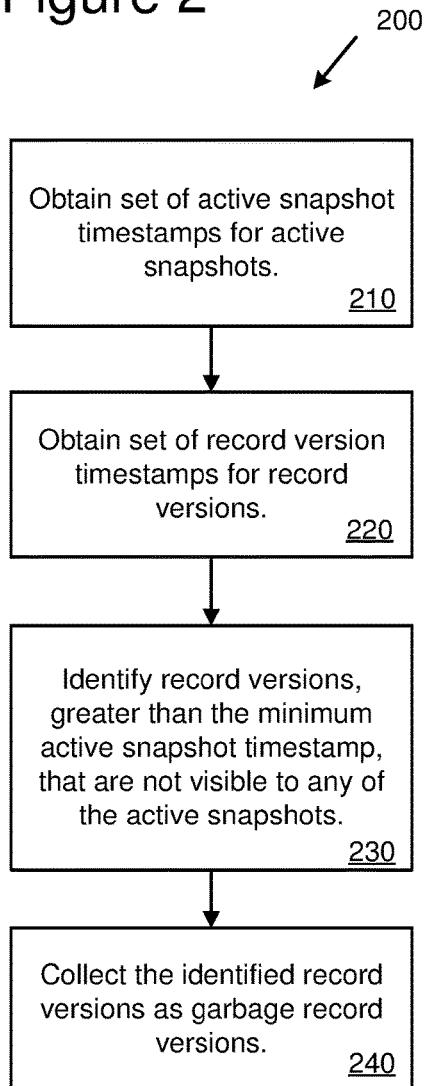 Figure 2
200
Obtain set of active snapshot
timestamps for active
snapshots.
210
Obtain set of record version
timestamps for record
versions.
220
Identify record versions,
greater than the minimum
active snapshot timestamp,
that are not visible to any of
the active snapshots.
230
Collect the identified record
versions as garbage record
versions.
240